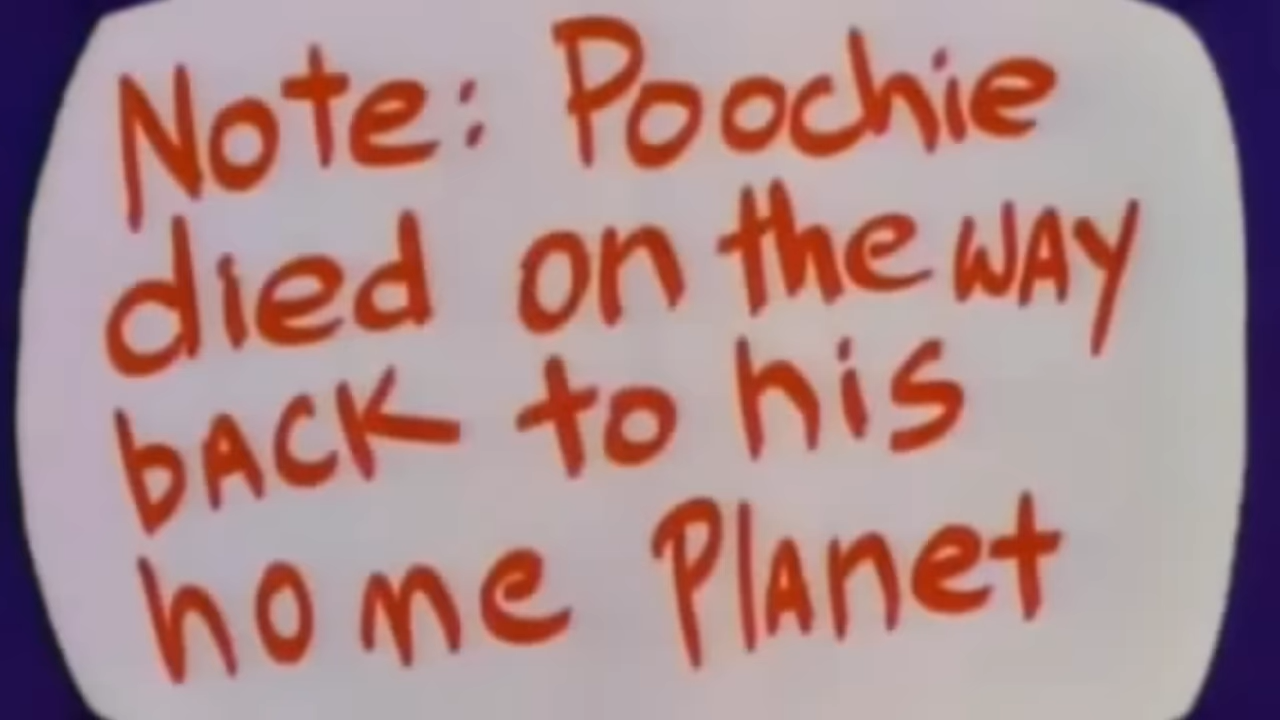 Note: Poochie
died on the WAY
bACK to his
home PlAnet